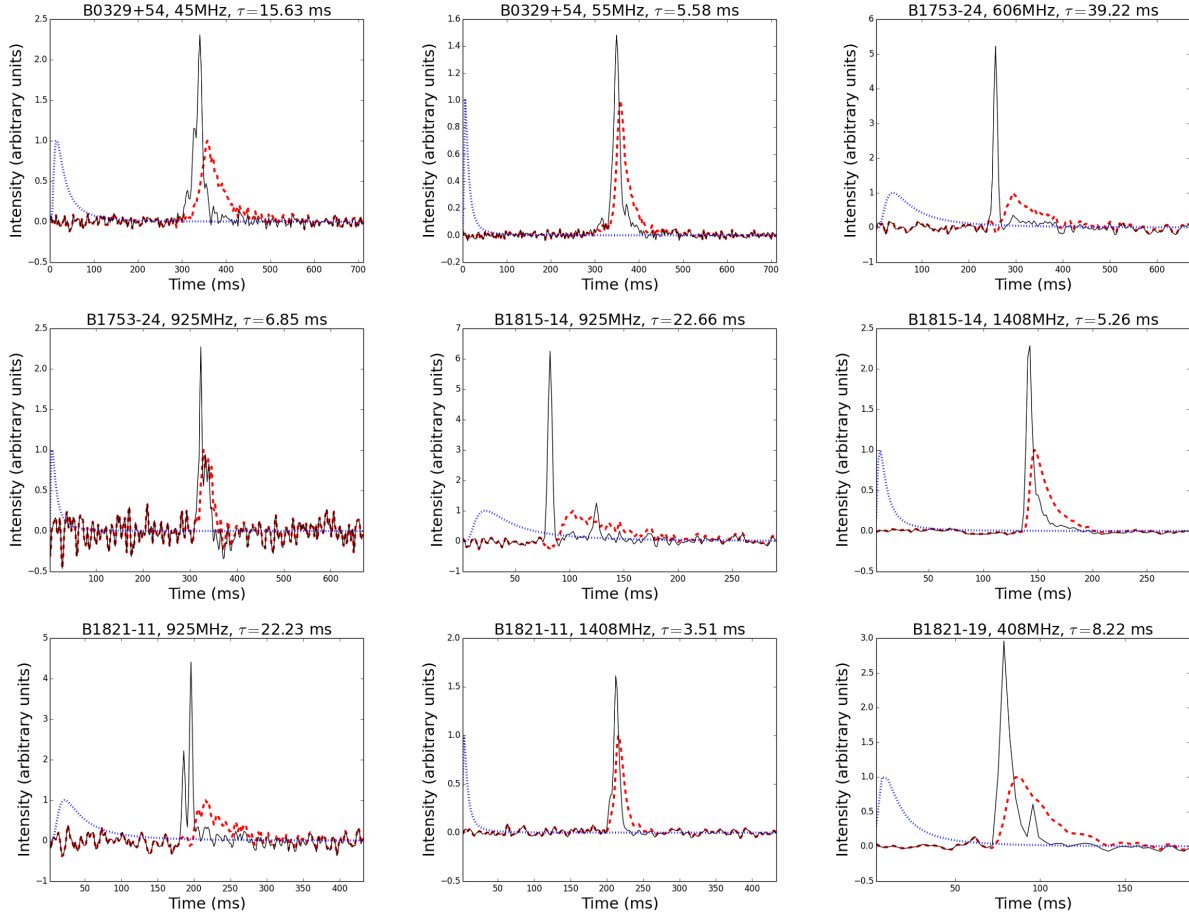 B0329+54, 45MHz, τ=15.63 ms
Intensity (arbitrary units)
2.5
2.0
1.5
1.0
0.5
0.0
−0.5
0 100 200 300 400 500 600 700
Time (ms)
B0329+54, 55MHz, τ=5.58 ms
Intensity (arbitrary units)
1.6
1.4
1.2
1.0
0.8
0.6
0.4
0.2
0.0
−0.2
0 100 200 300 400 500 600 700
Time (ms)
B1753-24, 606MHz, τ=39.22 ms
Intensity (arbitrary units)
6
5
4
3
2
1
0
−1
100 200 300 400 500 600
Time (ms)
B1753-24, 925MHz, τ=6.85 ms
Intensity (arbitrary units)
2.5
2.0
1.5
1.0
0.5
0.0
−0.5
100 200 300 400 500 600
Time (ms)
B1815-14, 925MHz, τ=22.66 ms
Intensity (arbitrary units)
7
6
5
4
3
2
1
0
−1
50 100 150 200 250
Time (ms)
B1815-14, 1408MHz, τ=5.26 ms
Intensity (arbitrary units)
2.5
2.0
1.5
1.0
0.5
0.0
−0.5
50 100 150 200 250
Time (ms)
B1821-11, 925MHz, τ=22.23 ms
Intensity (arbitrary units)
5
4
3
2
1
0
−1
50 100 150 200 250 300 350 400
Time (ms)
B1821-11, 1408MHz, τ=3.51 ms
Intensity (arbitrary units)
2.0
1.5
1.0
0.5
0.0
−0.5
50 100 150 200 250 300 350 400
Time (ms)
B1821-19, 408MHz, τ=8.22 ms
Intensity (arbitrary units)
3.0
2.5
2.0
1.5
1.0
0.5
0.0
−0.5
50 100 150
Time (ms)